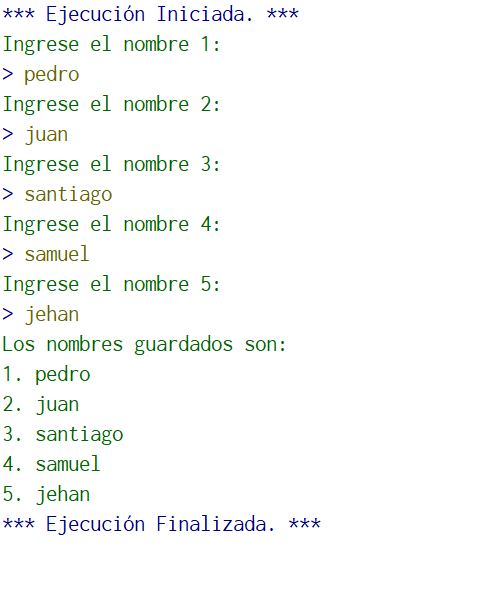 *** Ejecución Iniciada. ***
Ingrese el nombre 1:
> pedro
Ingrese el nombre 2:
> juan
Ingrese el nombre 3:
> santiago
Ingrese el nombre 4:
> samuel
Ingrese el nombre 5:
> jehan
Los nombres guardados son:
1. pedro
2. juan
3. santiago
4. samuel
5. jehan
*** Ejecución Finalizada. ***